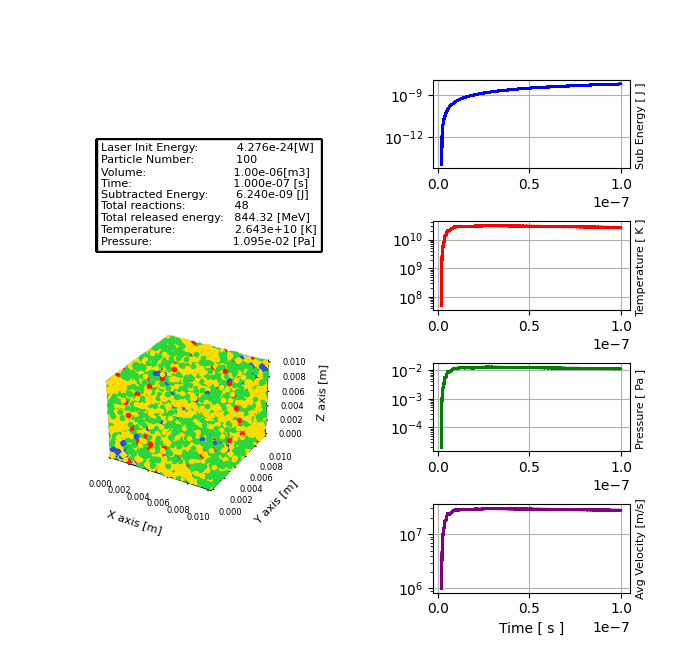 Laser Init Energy: 4.276e-24[W]
Particle Number: 100
Volume: 1.00e-06[m3]
Time: 1.000e-07 [s]
Subtracted Energy: 6.240e-09 [J]
Total reactions: 48
Total released energy: 844.32 [MeV]
Temperature: 2.643e+10 [K]
Pressure: 1.095e-02 [Pa]
0.010
0.008
0.006
0.004
0.002
0.000
Z axis [m]
0.000
0.002
0.004
0.006
0.008
0.010
X axis [m]
0.000
0.002
0.004
0.006
0.008
0.010
Y axis [m]
10⁻⁹
10⁻¹²
Sub Energy [ J ]
0.0 0.5 1.0
1e−7
10¹⁰
10⁹
10⁸
Temperature [ K ]
0.0 0.5 1.0
1e−7
10⁻²
10⁻³
10⁻⁴
Pressure [ Pa ]
0.0 0.5 1.0
1e−7
10⁷
10⁶
Avg Velocity [m/s]
0.0 0.5 1.0
Time [ s ] 1e−7